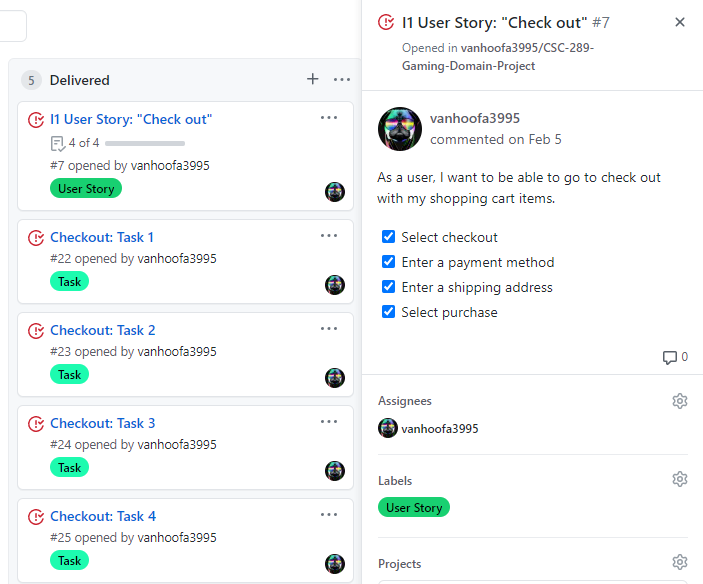 5 Delivered
I1 User Story: "Check out"
4 of 4
#7 opened by vanhoofa3995
User Story
Checkout: Task 1
#22 opened by vanhoofa3995
Task
Checkout: Task 2
#23 opened by vanhoofa3995
Task
Checkout: Task 3
#24 opened by vanhoofa3995
Task
Checkout: Task 4
#25 opened by vanhoofa3995
Task
I1 User Story: "Check out" #7
Opened in vanhoofa3995/CSC-289-
Gaming-Domain-Project
vanhoofa3995
commented on Feb 5
As a user, I want to be able to go to check out
with my shopping cart items.
Select checkout
Enter a payment method
Enter a shipping address
Select purchase
0
Assignees
vanhoofa3995
Labels
User Story
Projects